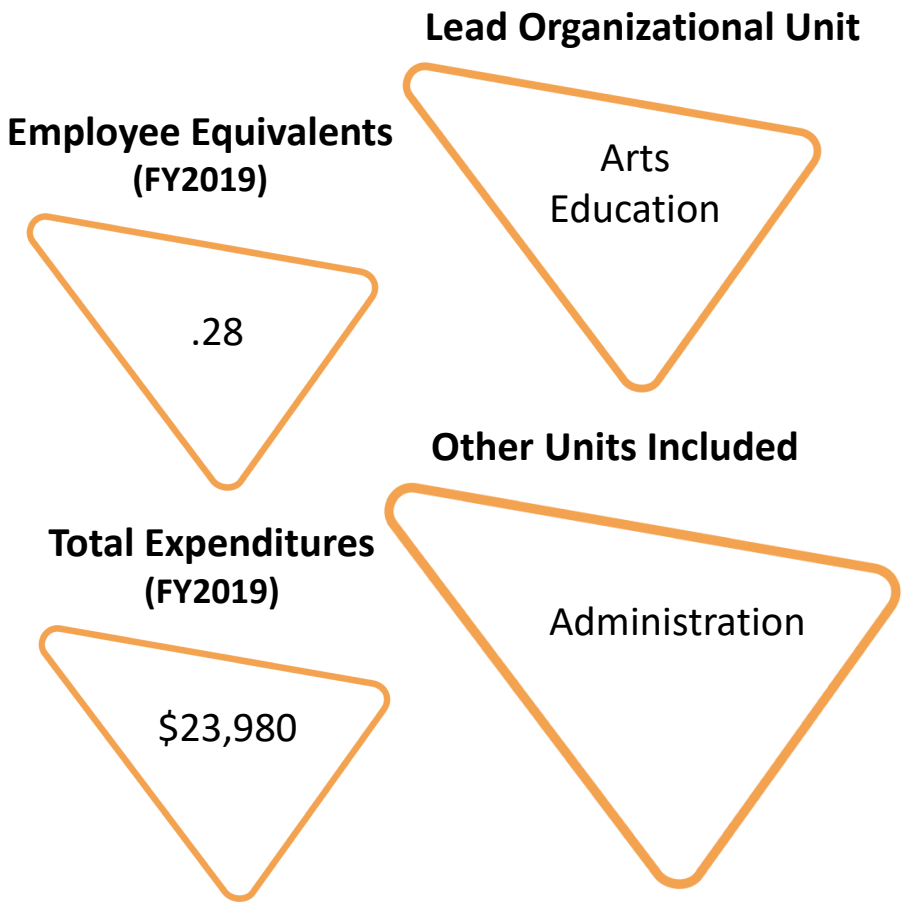 Lead Organizational Unit
Arts
Education
Employee Equivalents
(FY2019)
.28
Other Units Included
Administration
Total Expenditures
(FY2019)
$23,980